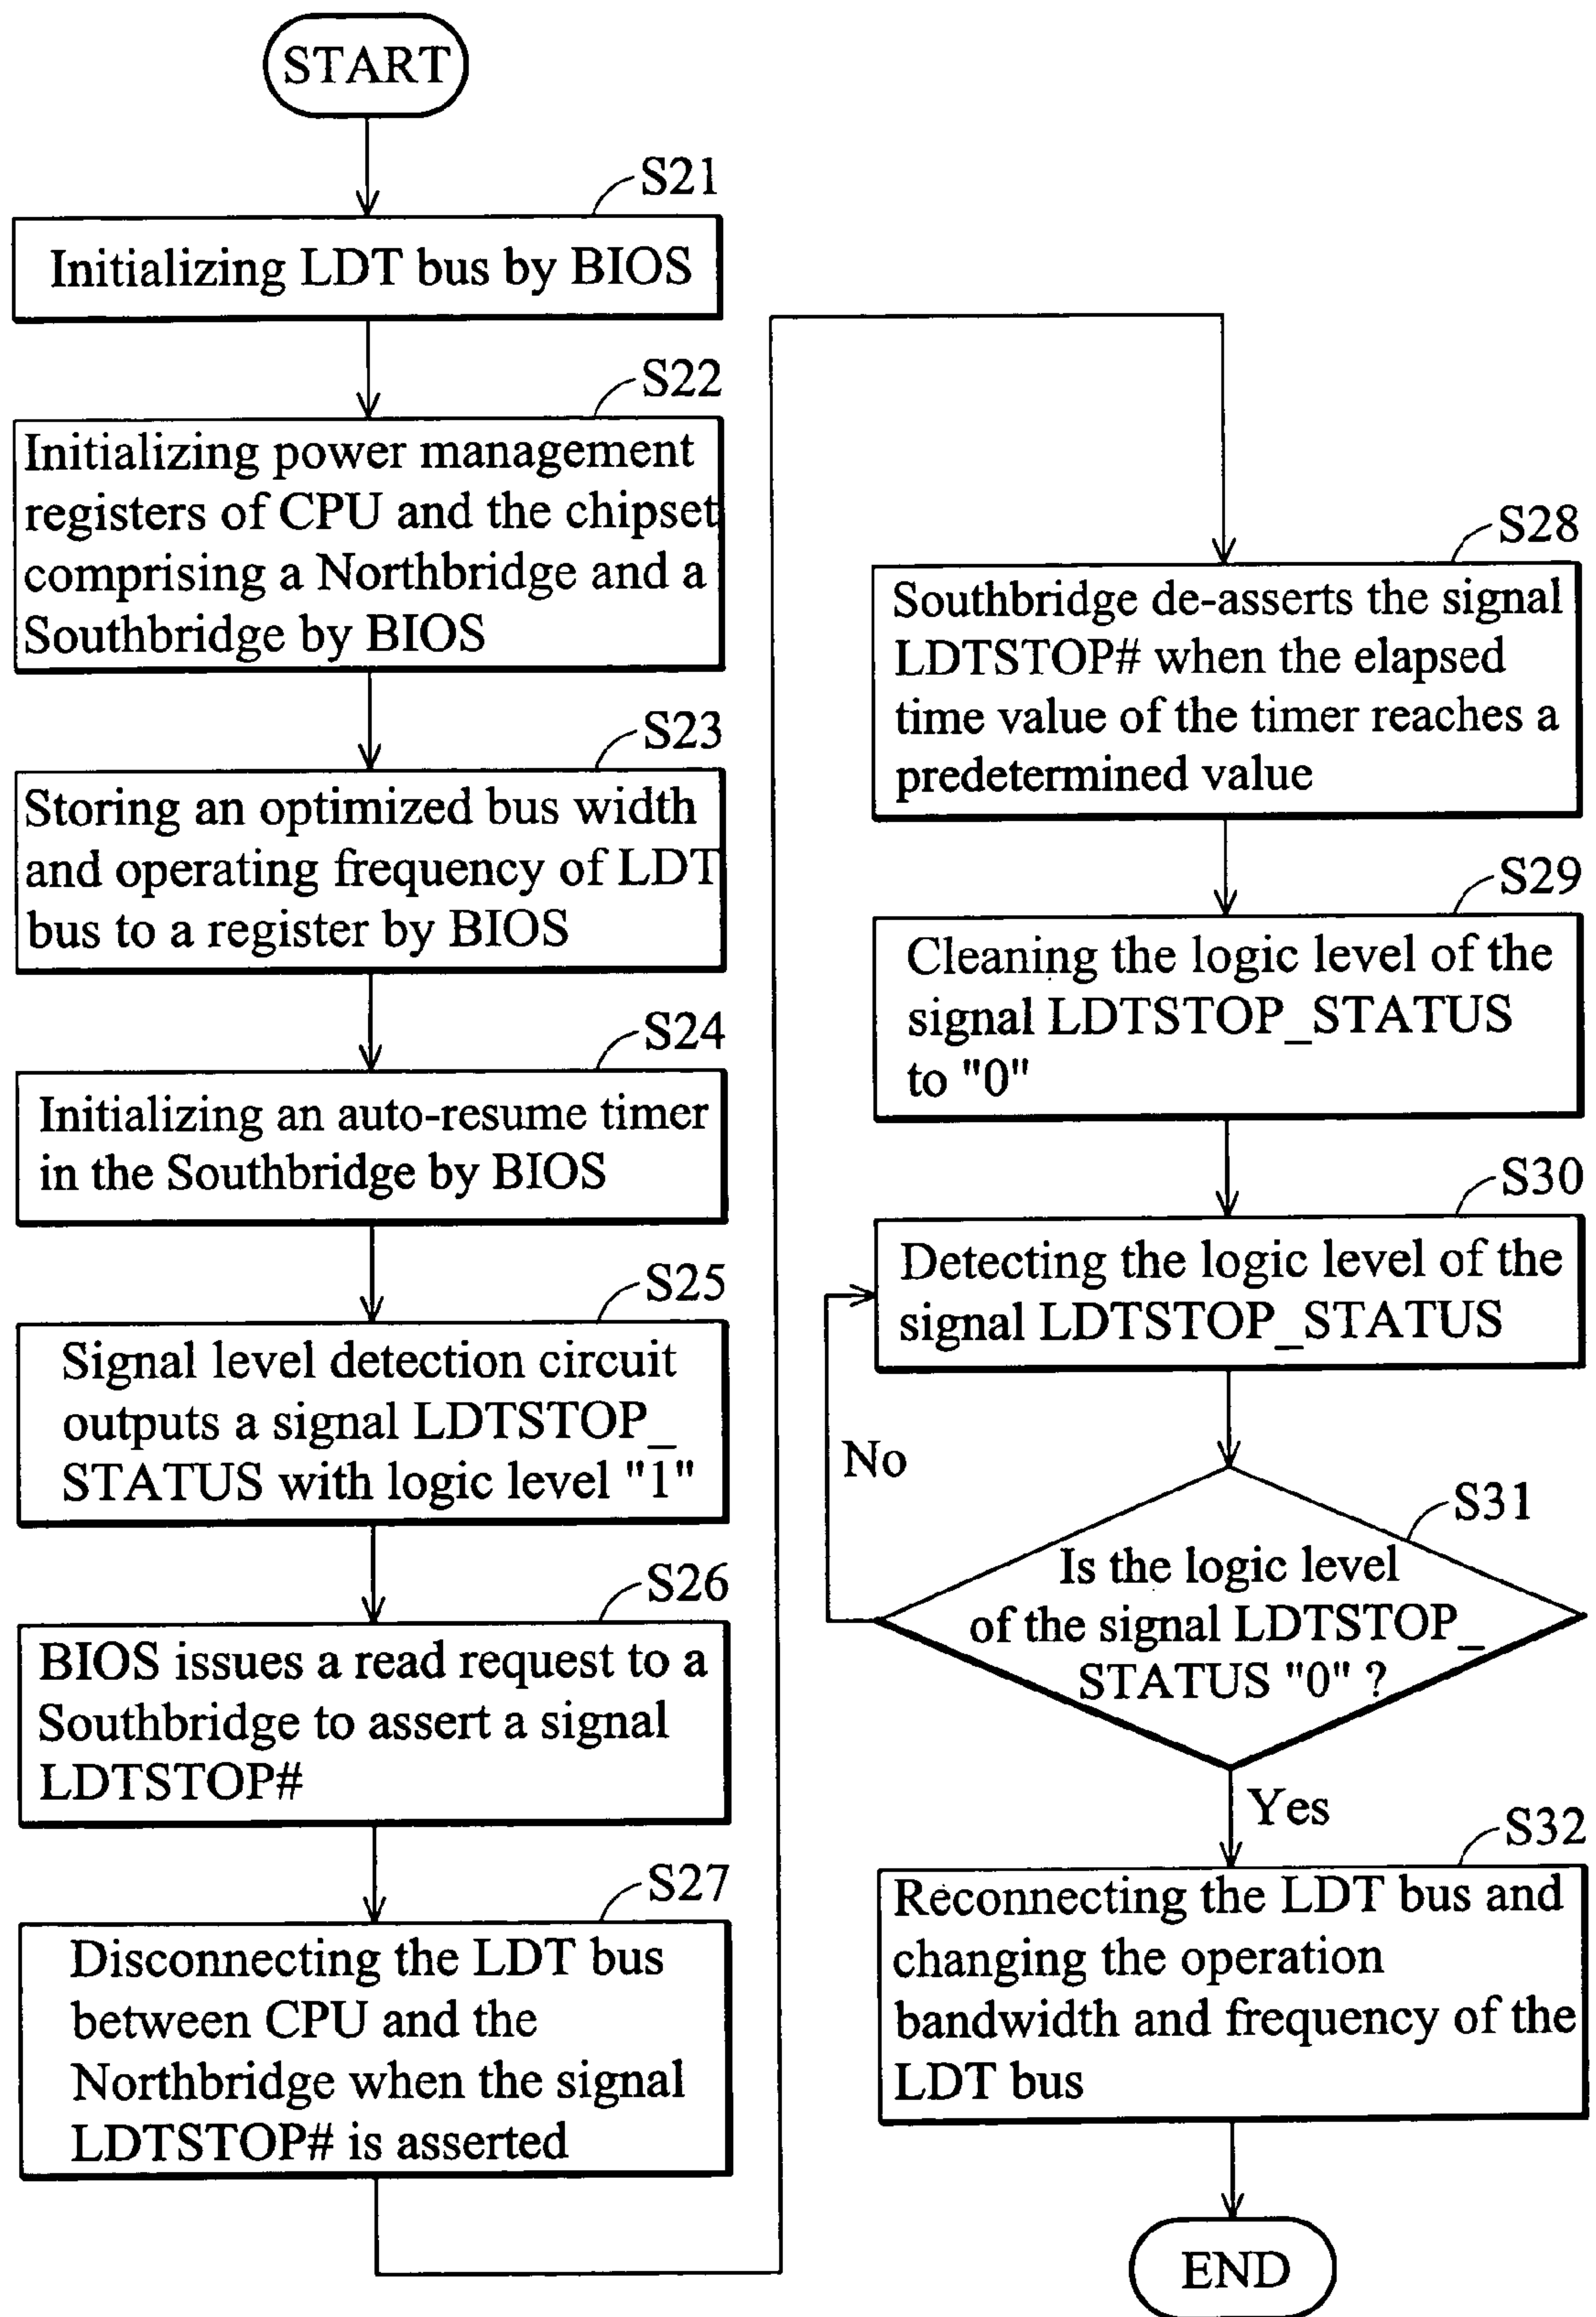 START
S21
Initializing LDT bus by BIOS
S22
Initializing power management
registers of CPU and the chipset
comprising a Northbridge and a
Southbridge by BIOS
S23
Storing an optimized bus width
and operating frequency of LDT
bus to a register by BIOS
S24
Initializing an auto-resume timer
in the Southbridge by BIOS
S25
Signal level detection circuit
outputs a signal LDTSTOP_
STATUS with logic level "1"
S26
BIOS issues a read request to a
Southbridge to assert a signal
LDTSTOP#
S27
Disconnecting the LDT bus
between CPU and the
Northbridge when the signal
LDTSTOP# is asserted
S28
Southbridge de-asserts the signal
LDTSTOP# when the elapsed
time value of the timer reaches a
predetermined value
S29
Cleaning the logic level of the
signal LDTSTOP_STATUS
to "0"
S30
Detecting the logic level of the
signal LDTSTOP_STATUS
No
S31
Is the logic level
of the signal LDTSTOP_
STATUS "0" ?
Yes
S32
Reconnecting the LDT bus and
changing the operation
bandwidth and frequency of the
LDT bus
END